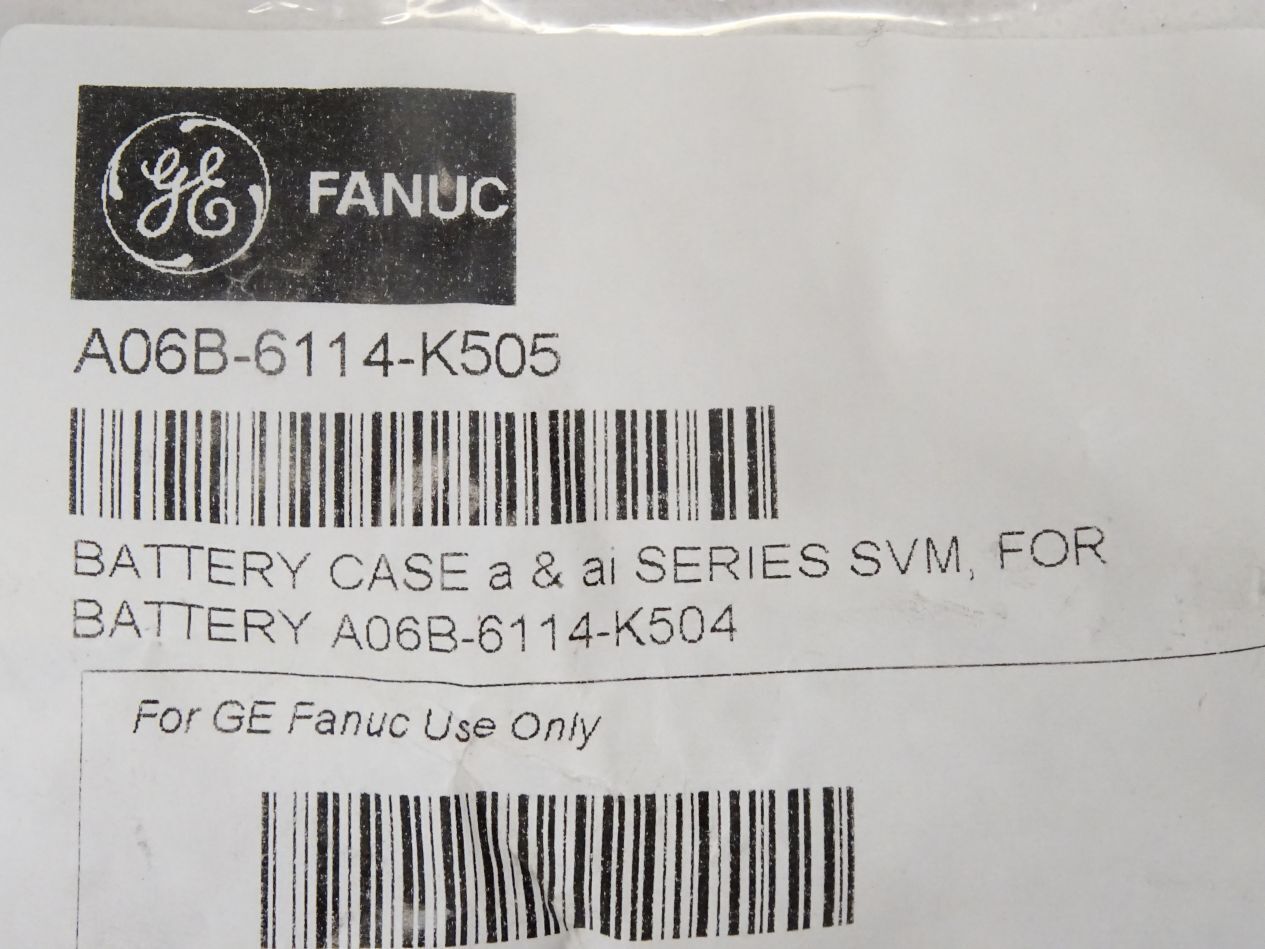 GE FANUC
A06B-6114-K505
BATTERY CASE a & ai SERIES SVM, FOR
BATTERY A06B-6114-K504
For GE Fanuc Use Only